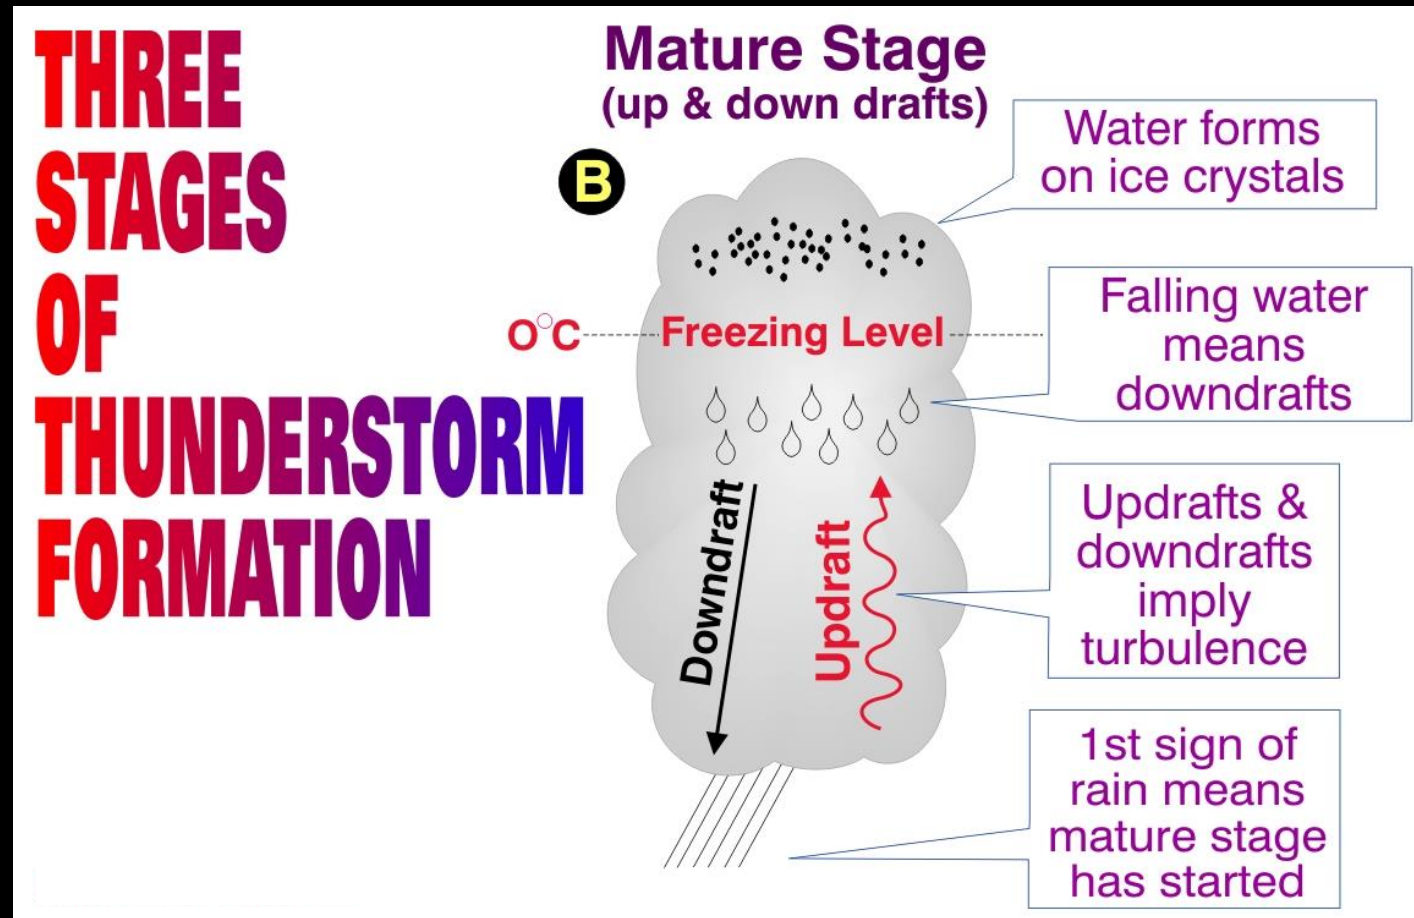 THREE
STAGES
OF
THUNDERSTORM
FORMATION
Mature Stage
(up & down drafts)
B
Water forms
on ice crystals
O°C
Freezing Level
Falling water
means
downdrafts
Downdraft
Updraft
Updrafts &
downdrafts
imply
turbulence
1st sign of
rain means
mature stage
has started